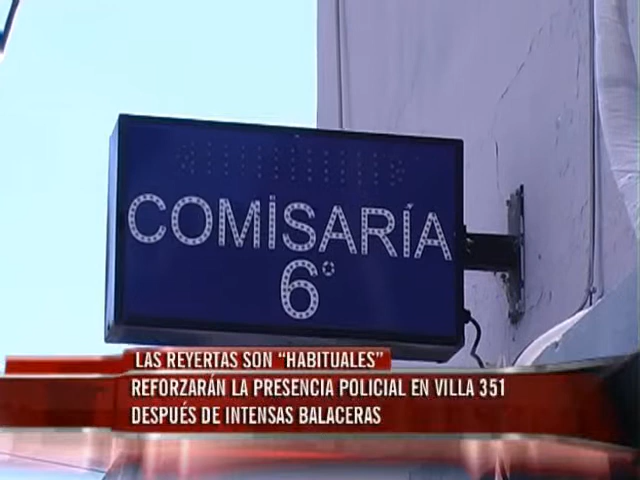 COMISARÍA
6°
LAS REYERTAS SON "HABITUALES"
REFORZARÁN LA PRESENCIA POLICIAL EN VILLA 351
DESPUÉS DE INTENSAS BALACERAS